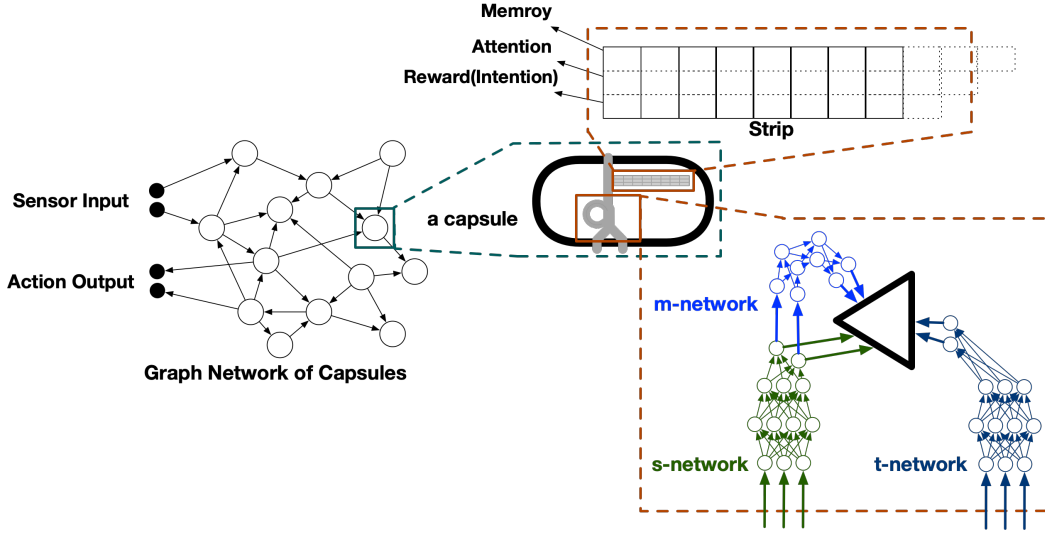 Memroy
Attention
Reward(Intention)
Strip
Sensor Input
a capsule
Action Output
m-network
Graph Network of Capsules
s-network
t-network